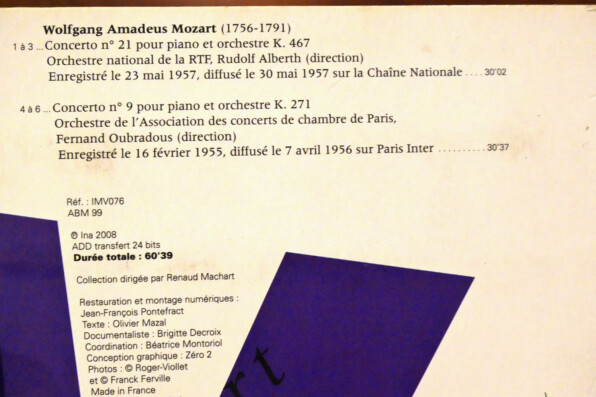 Wolfgang Amadeus Mozart (1756-1791)
1 à 3 ... Concerto n° 21 pour piano et orchestre K. 467
Orchestre national de la RTF, Rudolf Alberth (direction)
Enregistré le 23 mai 1957, diffusé le 30 mai 1957 sur la Chaîne Nationale .... 30'02
4 à 6 ... Concerto n° 9 pour piano et orchestre K. 271
Orchestre de l'Association des concerts de chambre de Paris,
Fernand Oubradous (direction)
Enregistré le 16 février 1955, diffusé le 7 avril 1956 sur Paris Inter .......... 30'37
Réf. : IMV076
ABM 99
℗ Ina 2008
ADD transfert 24 bits
Durée totale : 60'39
Collection dirigée par Renaud Machart
Restauration et montage numériques :
Jean-François Pontefract
Texte : Olivier Mazal
Documentaliste : Brigitte Decroix
Coordination : Béatrice Montoriol
Conception graphique : Zéro 2
Photos : © Roger-Viollet
et © Franck Ferville
Made in France
rt